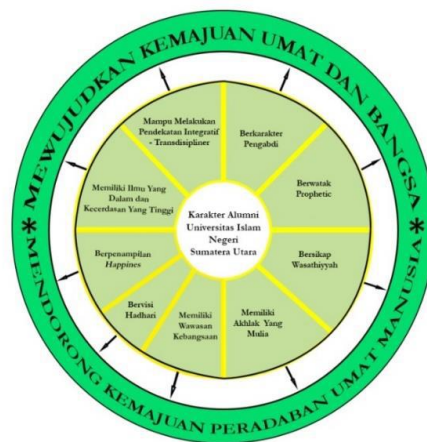 MEWUJUDKAN KEMAJUAN UMAT DAN BANGSA
Mampu Melakukan
Pendekatan Integratif
- Transdisipliner
Berkarakter
Pengabdi
Berwatak
Prophetic
Bersikap
Wasathiyyah
Memiliki
Akhlak Yang
Mulia
Memiliki
Wawasan
Kebangsaan
Bervisi
Hadhari
Berpenampilan
Happines
Memiliki Ilmu Yang
Dalam dan
Kecerdasan Yang Tinggi
Karakter Alumni
Universitas Islam
Negeri
Sumatera Utara
* MENDORONG KEMAJUAN PERADABAN UMAT MANUSIA *